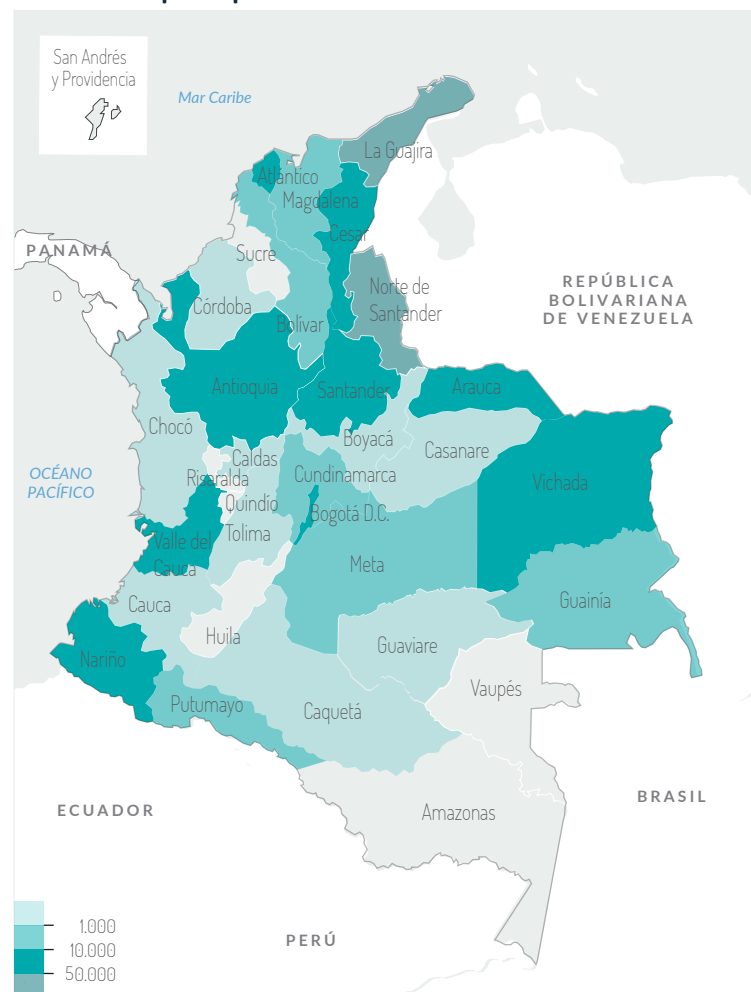 San Andrés
y Providencia
Mar Caribe
La Guajira
Atlántico
Magdalena
Cesar
PANAMÁ
Sucre
Norte de
Santander
REPÚBLICA
BOLIVARIANA
DE VENEZUELA
Córdoba
Bolívar
Antioquia
Santander
Arauca
Chocó
Boyacá
Casanare
Caldas
OCÉANO
PACÍFICO
Risaralda
Cundinamarca
Vichada
Quindío
Bogotá D.C.
Tolima
Valle del
Cauca
Meta
Cauca
Guainía
Huila
Guaviare
Nariño
Vaupés
Putumayo
Caquetá
ECUADOR
BRASIL
Amazonas
PERÚ
1.000
10.000
50.000